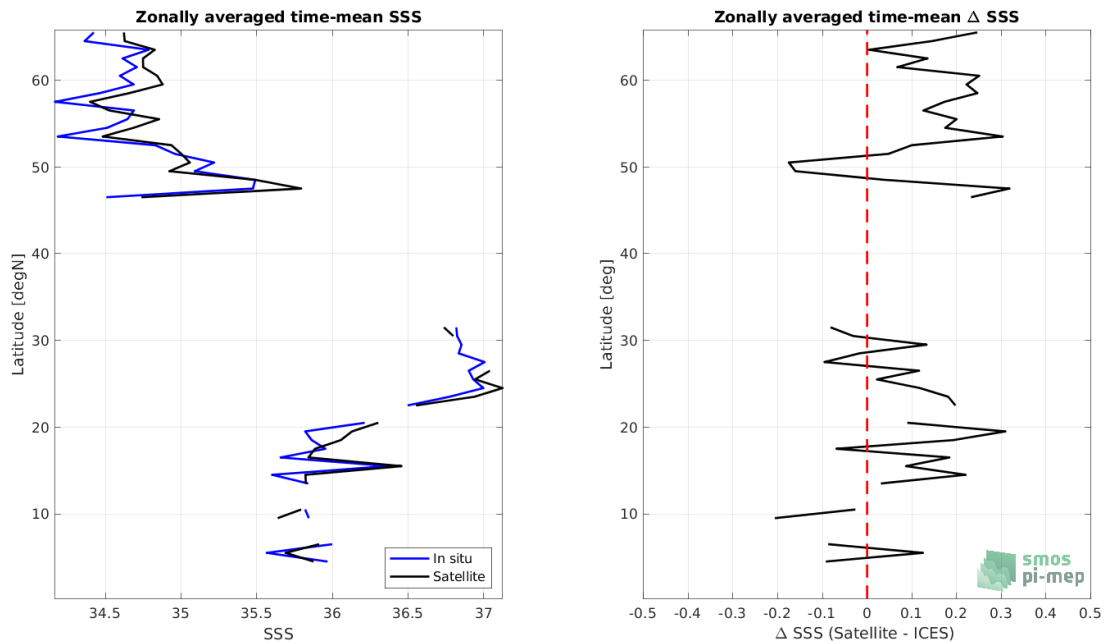 Zonally averaged time-mean SSS
60
50
40
30
20
10
Latitude [degN]
34.5 35 35.5 36 36.5 37
SSS
In situ
Satellite
Zonally averaged time-mean Δ SSS
60
50
40
30
20
10
Latitude [deg]
-0.5 -0.4 -0.3 -0.2 -0.1 0 0.1 0.2 0.3 0.4 0.5
Δ SSS (Satellite - ICES)
smos
pi-mep